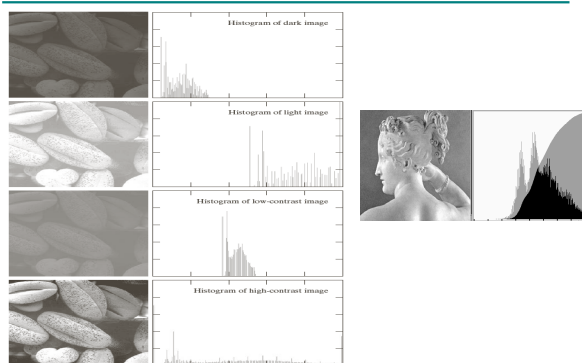 Histogram of dark image
Histogram of light image
Histogram of low-contrast image
Histogram of high-contrast image